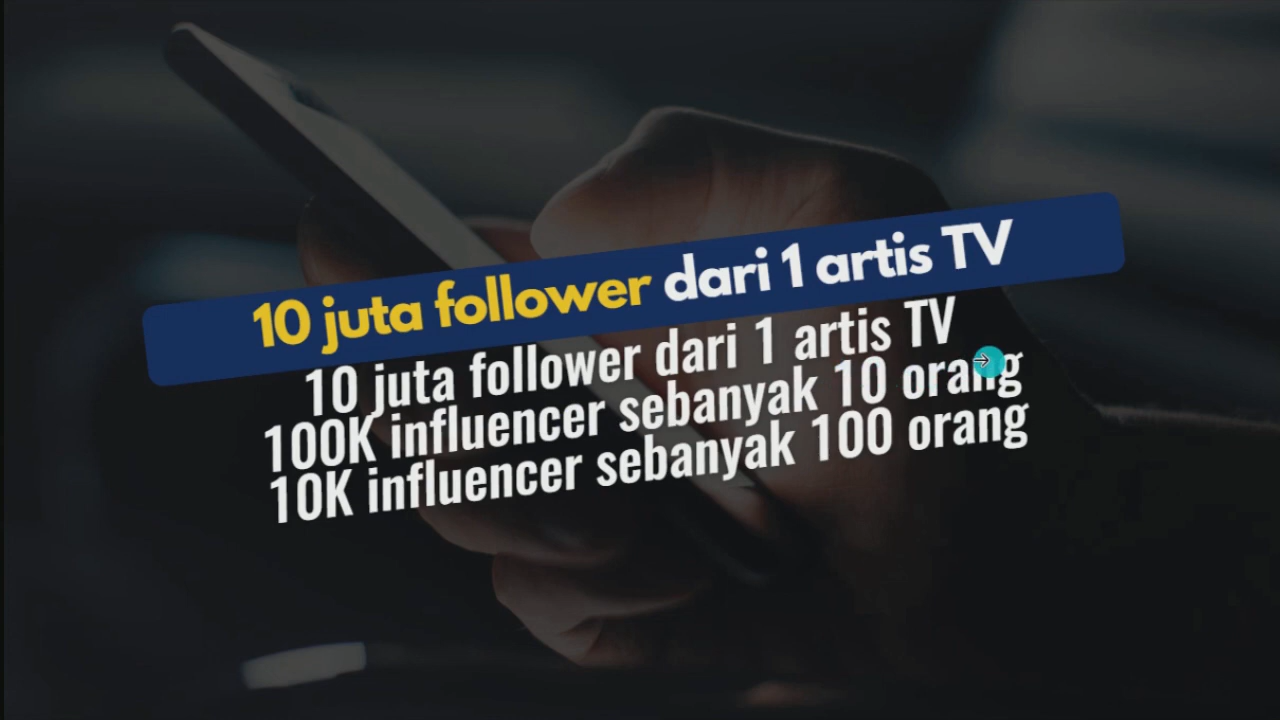 10 juta follower dari 1 artis TV
10 juta follower dari 1 artis TV
100K influencer sebanyak 10 orang
10K influencer sebanyak 100 orang